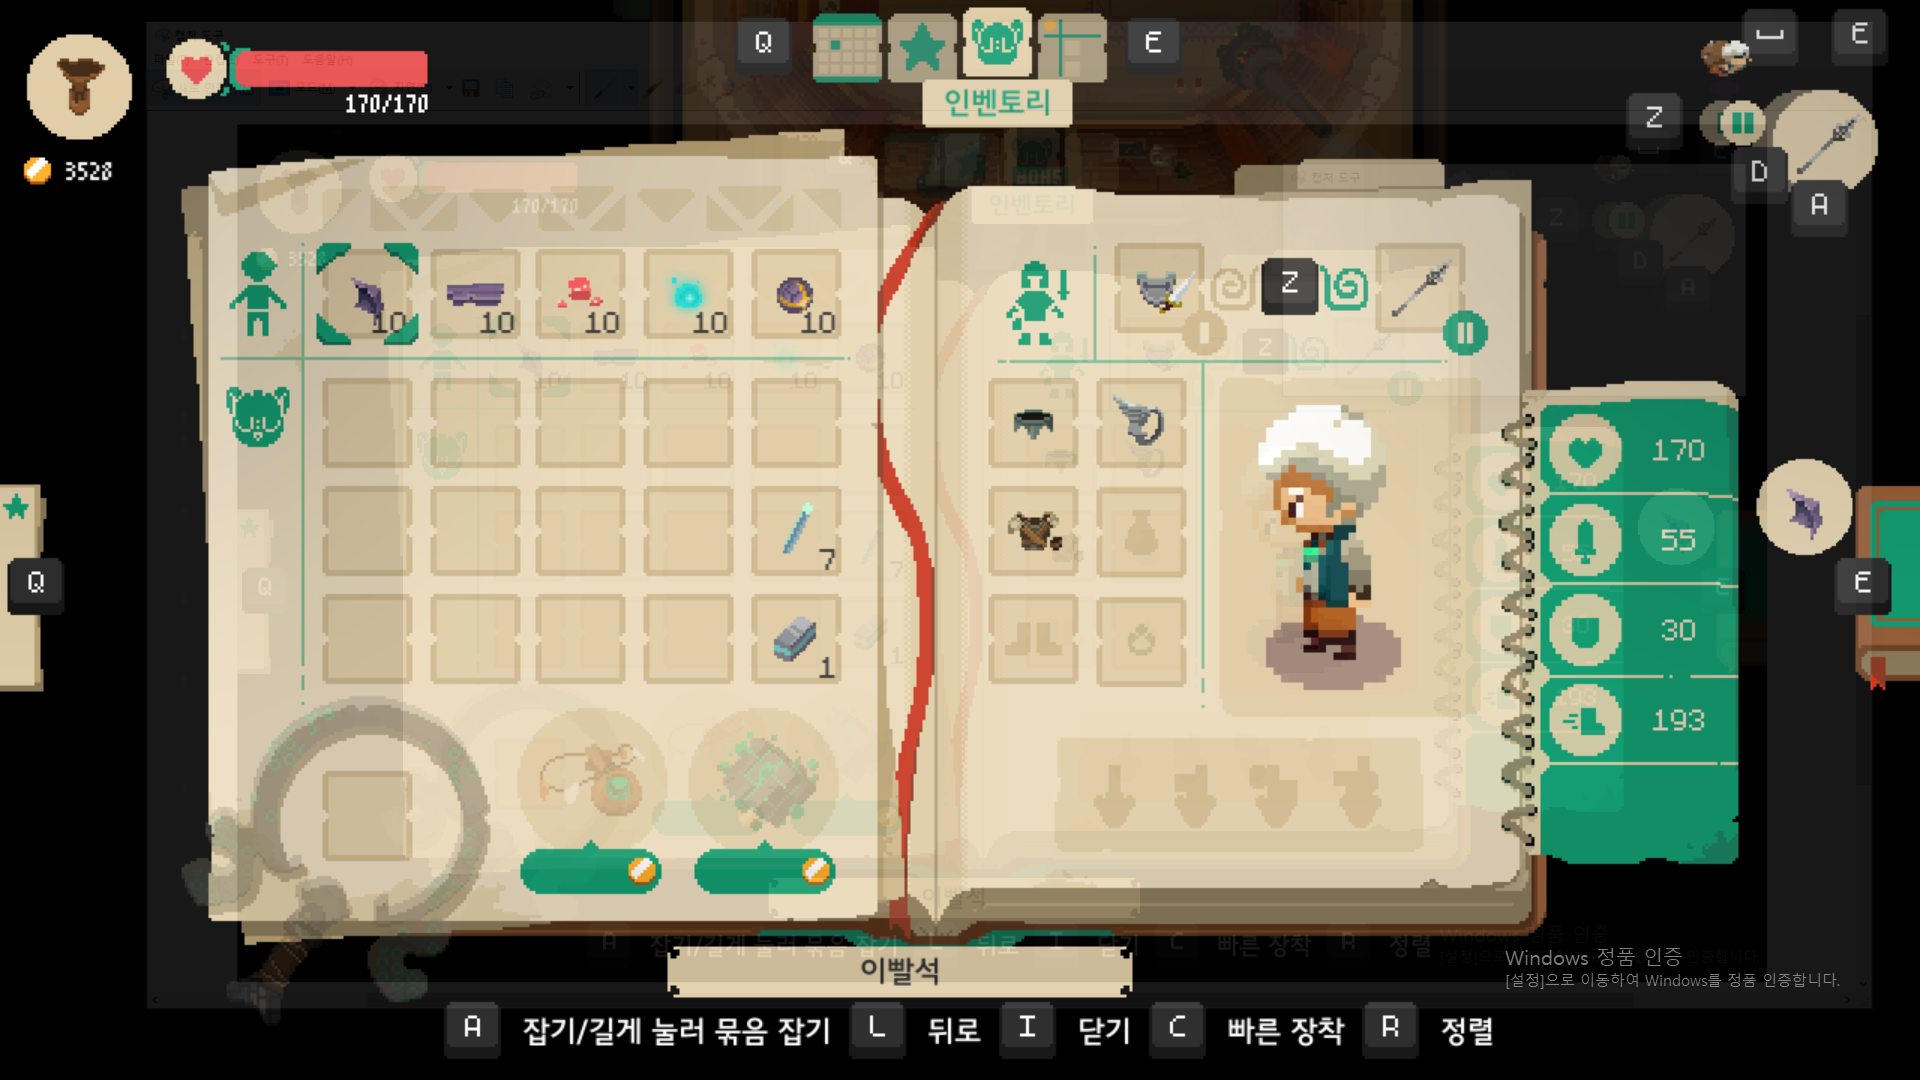 Q
E
E
인벤토리
170/170
3528
Z
D
A
10
10
10
10
10
Z
170
7
55
Q
E
30
1
193
이빨석
A 잡기/길게 눌러 묶음 잡기 L 뒤로 I 닫기 C 빠른 장착 R 정렬
Windows 정품 인증
[설정]으로 이동하여 Windows를 정품 인증합니다.